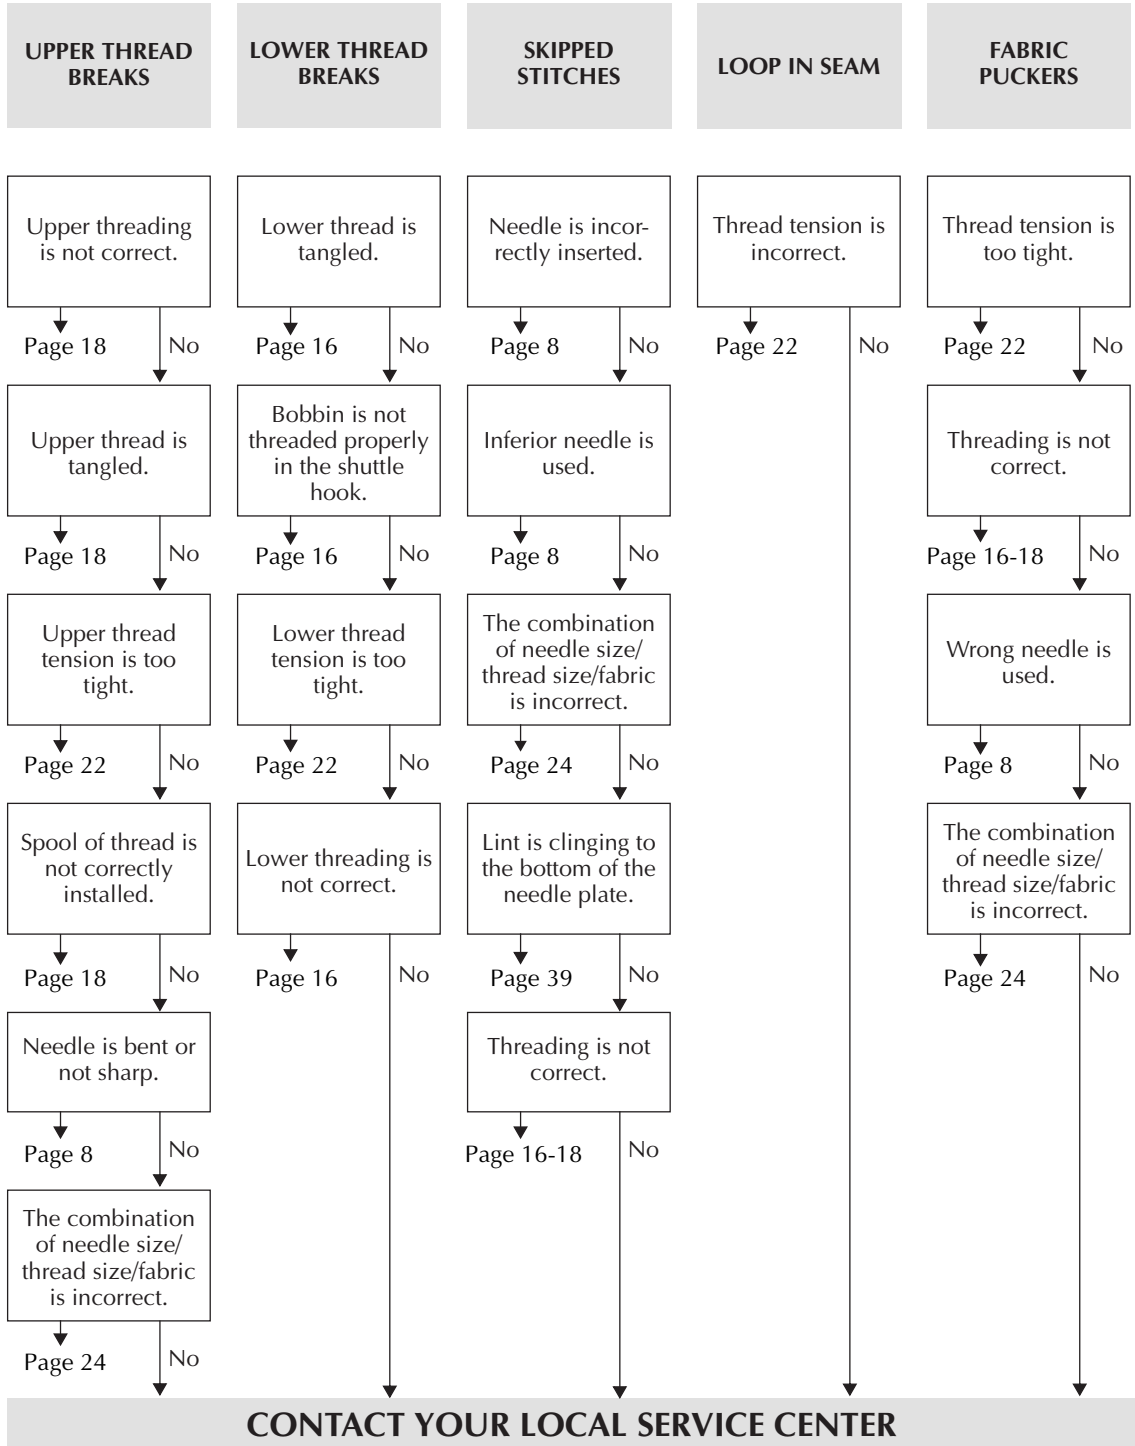 UPPER THREAD
BREAKS
LOWER THREAD
BREAKS
SKIPPED
STITCHES
LOOP IN SEAM
FABRIC
PUCKERS
Upper threading
is not correct.
Page 18
No
Upper thread is
tangled.
Page 18
No
Upper thread
tension is too
tight.
Page 22
No
Spool of thread is
not correctly
installed.
Page 18
No
Needle is bent or
not sharp.
Page 8
No
The combination
of needle size/
thread size/fabric
is incorrect.
Page 24
No
Lower thread is
tangled.
Page 16
No
Bobbin is not
threaded properly
in the shuttle
hook.
Page 16
No
Lower thread
tension is too
tight.
Page 22
No
Lower threading is
not correct.
Page 16
No
Needle is incor-
rectly inserted.
Page 8
No
Inferior needle is
used.
Page 8
No
The combination
of needle size/
thread size/fabric
is incorrect.
Page 24
No
Lint is clinging to
the bottom of the
needle plate.
Page 39
No
Threading is not
correct.
Page 16-18
No
Thread tension is
incorrect.
Page 22
No
Thread tension is
too tight.
Page 22
No
Threading is not
correct.
Page 16-18
No
Wrong needle is
used.
Page 8
No
The combination
of needle size/
thread size/fabric
is incorrect.
Page 24
No
CONTACT YOUR LOCAL SERVICE CENTER